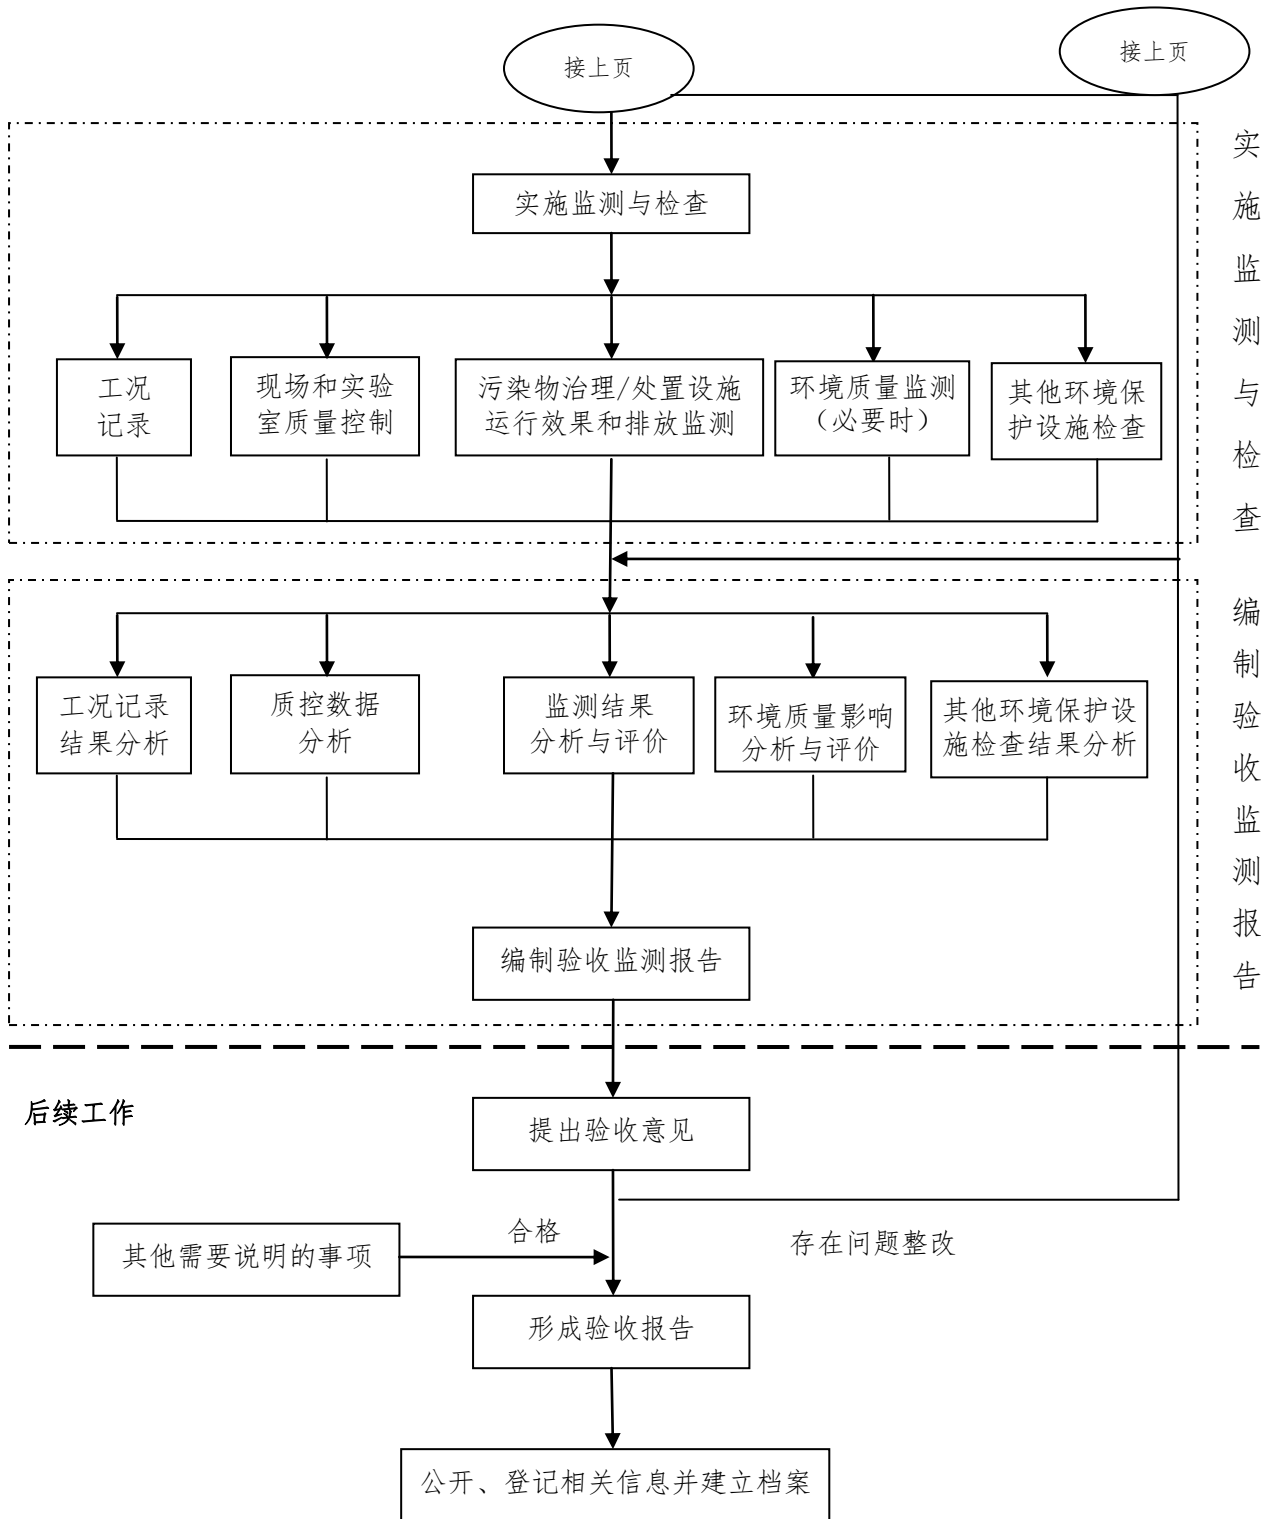 接上页
接上页
实施监测与检查
实施监测与检查
工况
记录
现场和实验
室质量控制
污染物治理/处置设施
运行效果和排放监测
环境质量监测
（必要时）
其他环境保
护设施检查
编制验收监测报告
工况记录
结果分析
质控数据
分析
监测结果
分析与评价
环境质量影响
分析与评价
其他环境保护设
施检查结果分析
编制验收监测报告
后续工作
提出验收意见
其他需要说明的事项
合格
存在问题整改
形成验收报告
公开、登记相关信息并建立档案